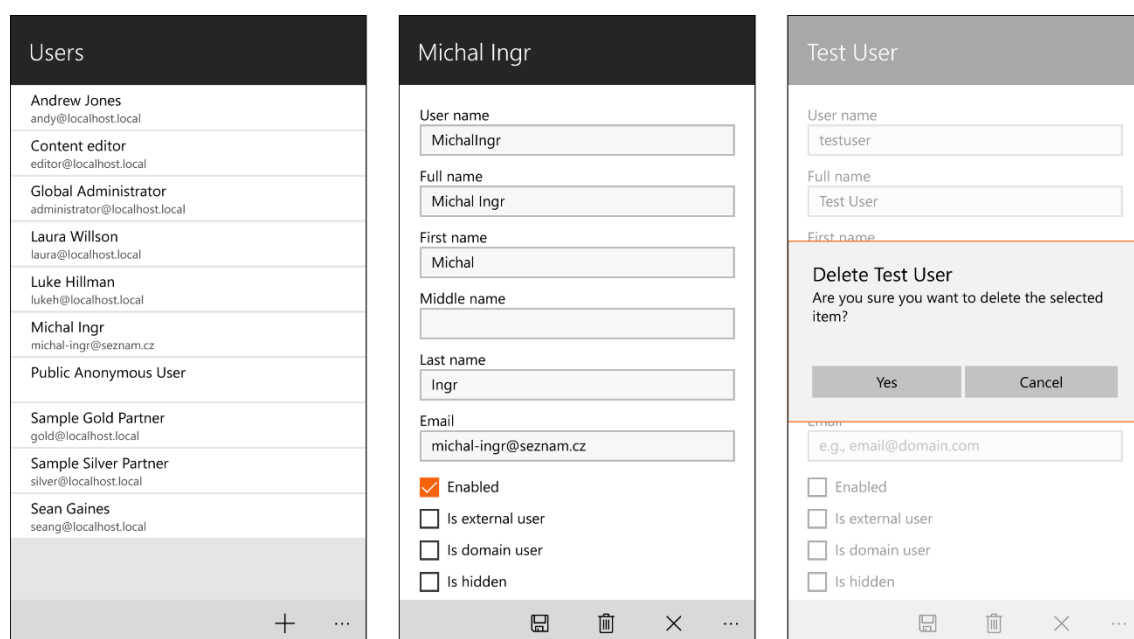 Users
Andrew Jones
andy@localhost.local
Content editor
editor@localhost.local
Global Administrator
administrator@localhost.local
Laura Willson
laura@localhost.local
Luke Hillman
lukeh@localhost.local
Michal Ingr
michal-ingr@seznam.cz
Public Anonymous User
Sample Gold Partner
gold@localhost.local
Sample Silver Partner
silver@localhost.local
Sean Gaines
seang@localhost.local
...
Michal Ingr
User name
MichalIngr
Full name
Michal Ingr
First name
Michal
Middle name
Last name
Ingr
Email
michal-ingr@seznam.cz
Enabled
Is external user
Is domain user
Is hidden
...
Test User
User name
testuser
Full name
Test User
First name
Delete Test User
Are you sure you want to delete the selected
item?
Yes Cancel
Email
e.g., email@domain.com
Enabled
Is external user
Is domain user
Is hidden
...